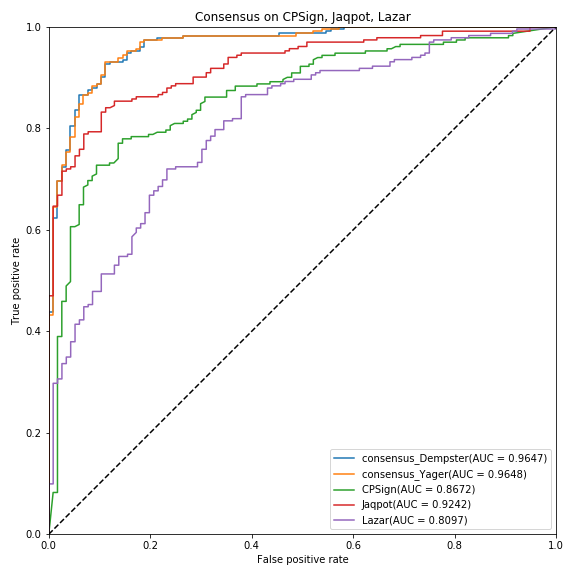 Consensus on CPSign, Jaqpot, Lazar
1.0
0.8
0.6
0.4
0.2
0.0
True positive rate
consensus_Dempster(AUC = 0.9647)
consensus_Yager(AUC = 0.9648)
CPSign(AUC = 0.8672)
Jaqpot(AUC = 0.9242)
Lazar(AUC = 0.8097)
0.0 0.2 0.4 0.6 0.8 1.0
False positive rate